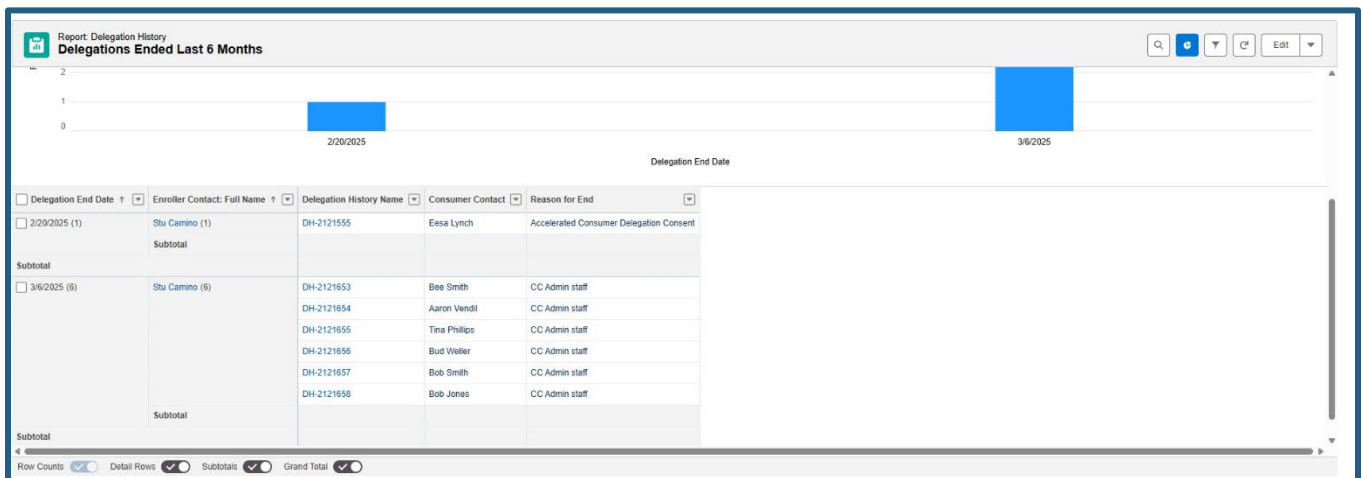 Report: Delegation History
Delegations Ended Last 6 Months
Edit
2
1
0
2/20/2025 3/6/2025
Delegation End Date
Delegation End Date ↑ Enroller Contact: Full Name ↑ Delegation History Name Consumer Contact Reason for End
2/20/2025 (1) Stu Camino (1) DH-2121555 Eesa Lynch Accelerated Consumer Delegation Consent
Subtotal
Subtotal
3/6/2025 (6) Stu Camino (6) DH-2121653 Bee Smith CC Admin staff
DH-2121654 Aaron Vendil CC Admin staff
DH-2121655 Tina Phillips CC Admin staff
DH-2121656 Bud Weller CC Admin staff
DH-2121657 Bob Smith CC Admin staff
DH-2121658 Bob Jones CC Admin staff
Subtotal
Subtotal
Row Counts Detail Rows Subtotals Grand Total